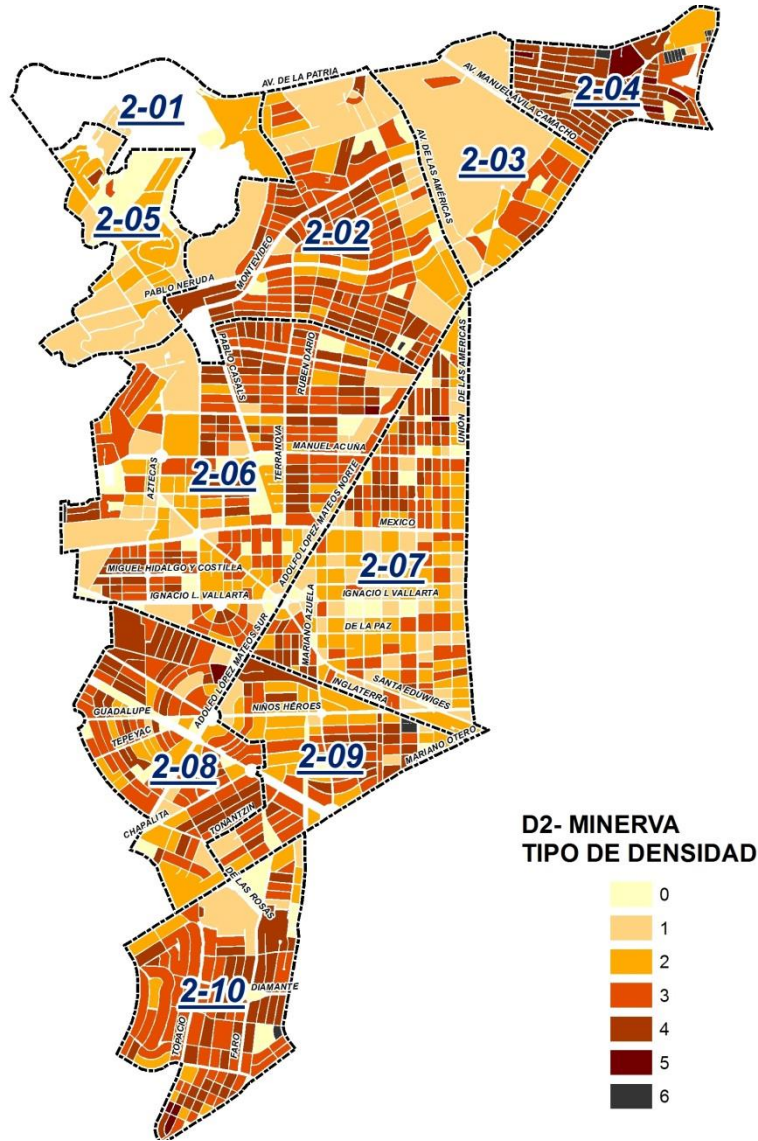 AV. DE LA PATRIA
2-01
AV. MANUEL AVILA CAMACHO
2-04
AV. DE LAS AMÉRICAS
2-03
2-05
2-02
MONTEVIDEO
PABLO NERUDA
PABLO CASALS
RUBEN DARIO
UNIÓN
DE LAS AMERICAS
TERRANOVA
MANUEL ACUÑA
AZTECAS
2-06
ADOLFO LOPEZ MATEOS NORTE
MEXICO
MIGUEL HIDALGO Y COSTILLA
2-07
IGNACIO L. VALLARTA
IGNACIO L VALLARTA
MARIANO AZUELA
DE LA PAZ
ADOLFO LÓPEZ MATEOS SUR
INGLATERRA
SANTA EDUWIGES
GUADALUPE
NIÑOS HÉROES
TEPEYAC
2-08
2-09
MARIANO OTERO
CHAPALITA
TONANTZIN
DE LAS ROSAS
2-10
DIAMANTE
TOPACIO
FARO
D2- MINERVA
TIPO DE DENSIDAD
0
1
2
3
4
5
6